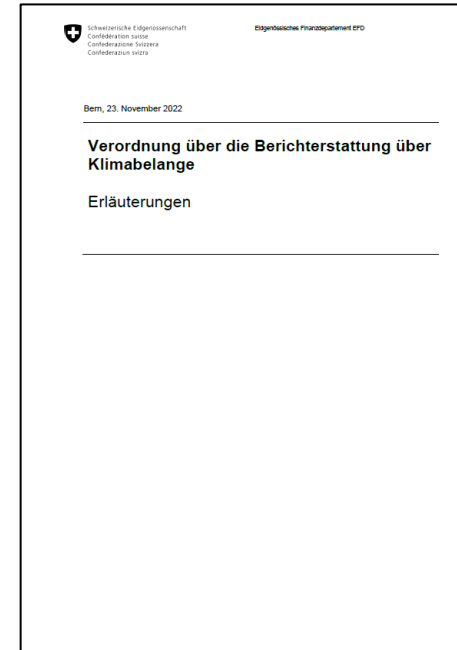 Schweizerische Eidgenossenschaft
Confédération suisse
Confederazione Svizzera
Confederaziun svizra
Eidgenössisches Finanzdepartement EFD
Bern, 23. November 2022
Verordnung über die Berichterstattung über
Klimabelange
Erläuterungen